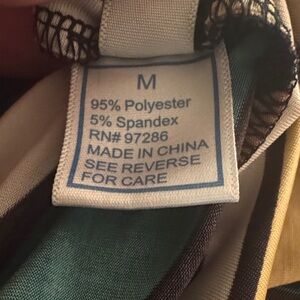 M
95% Polyester
5% Spandex
RN# 97286
MADE IN CHINA
SEE REVERSE
FOR CARE